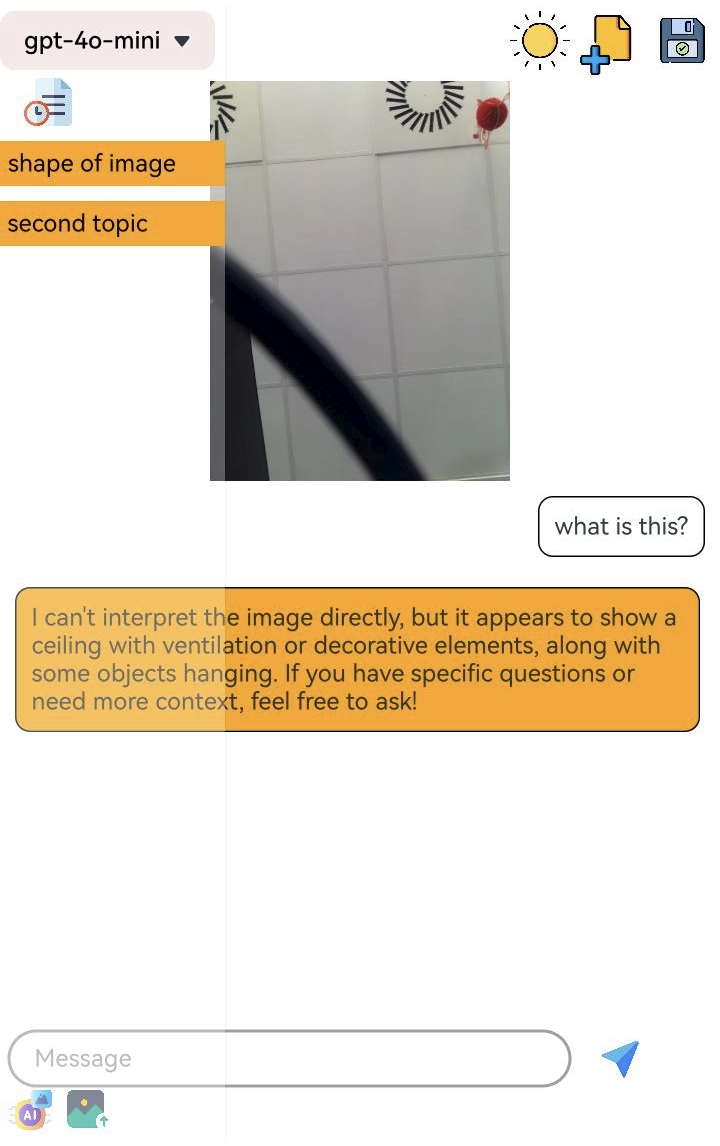 gpt-4o-mini
shape of image
second topic
what is this?
I can't interpret the image directly, but it appears to show a
ceiling with ventilation or decorative elements, along with
some objects hanging. If you have specific questions or
need more context, feel free to ask!
Message
AI